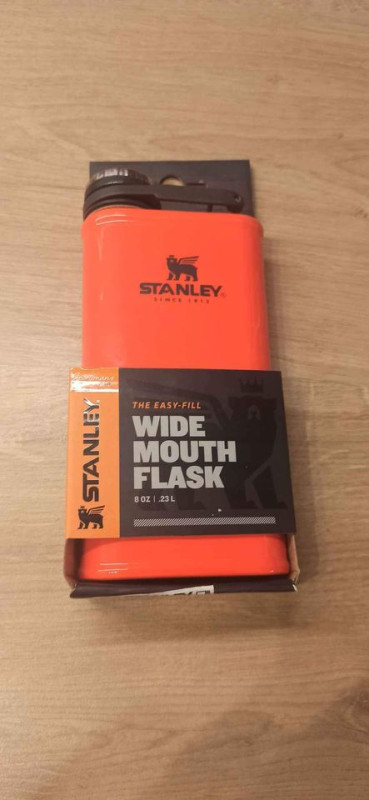 STANLEY®
SINCE 1913
STANLEY
THE EASY-FILL
WIDE
MOUTH
FLASK
8 OZ | .23 L